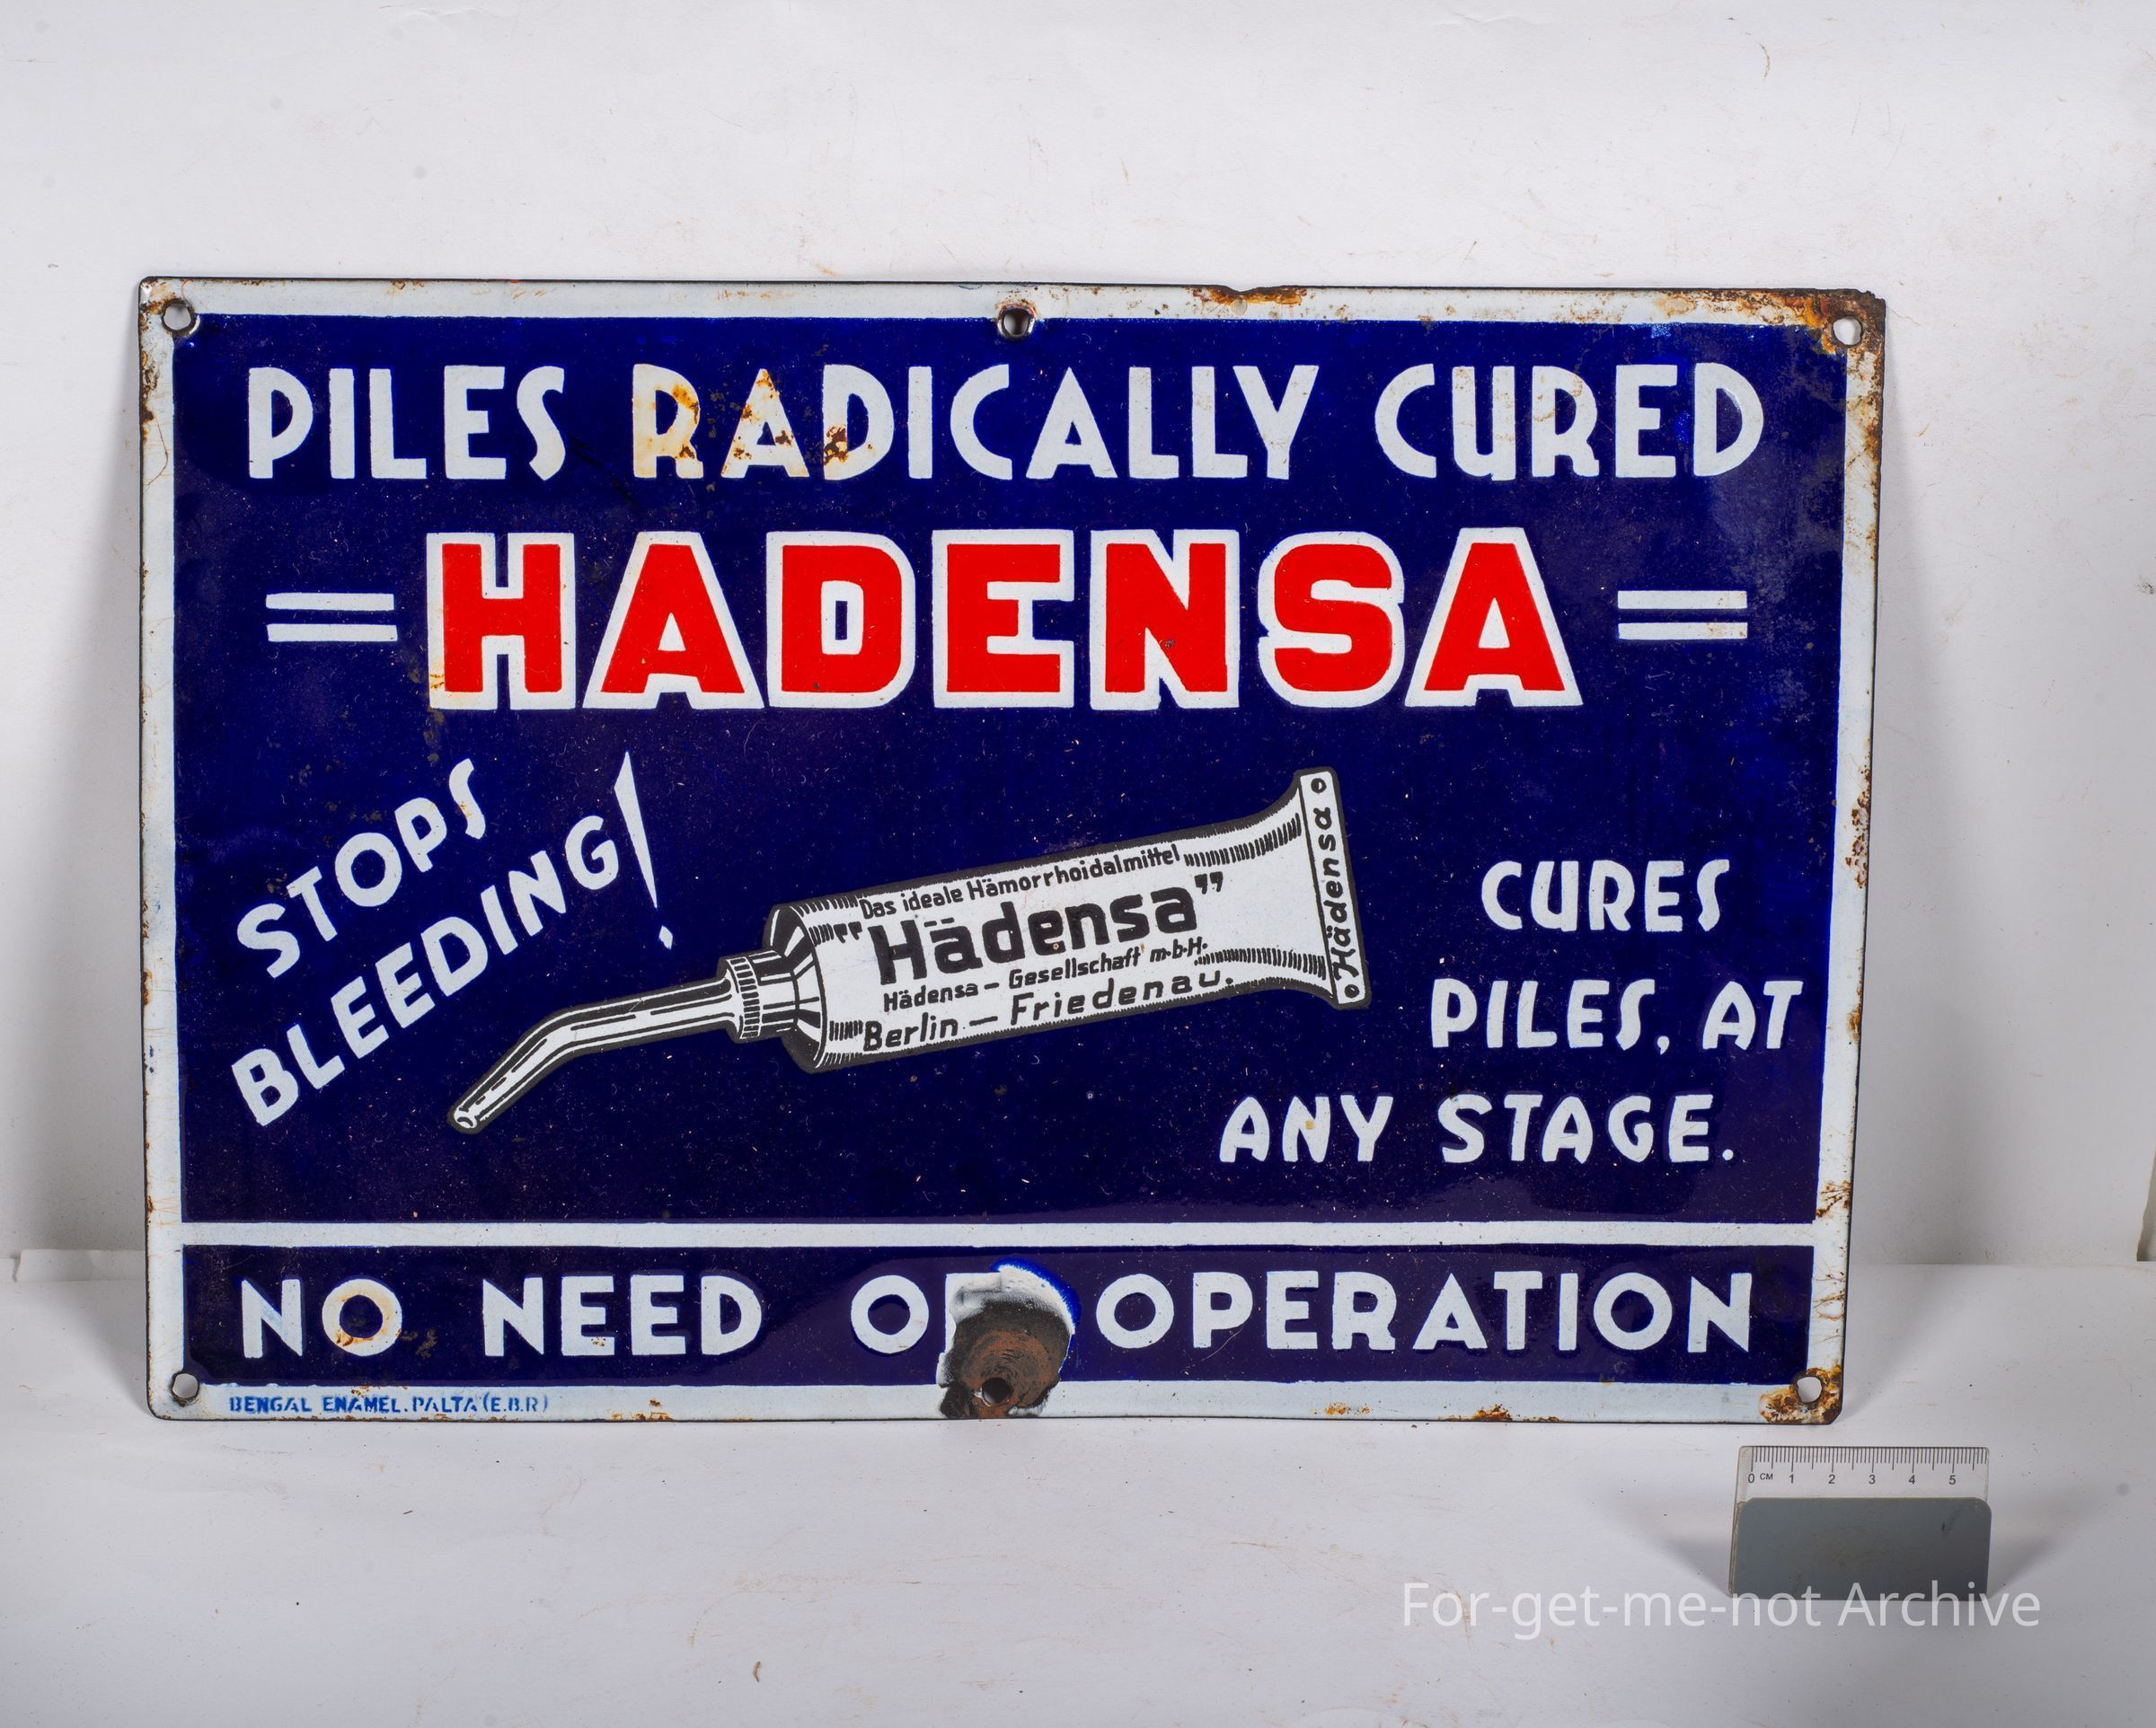 PILES RADICALLY CURED
= HADENSA =
STOPS
BLEEDING!
Das ideale Hämorrhoidalmittel
"Hädensa"
Hädensa - Gesellschaft m.b.H.
Berlin - Friedenau.
Hädensa
CURES
PILES, AT
ANY STAGE.
NO NEED OF OPERATION
BENGAL ENAMEL. PALTA (E.B.R)
0 CM 1 2 3 4 5
For-get-me-not Archive